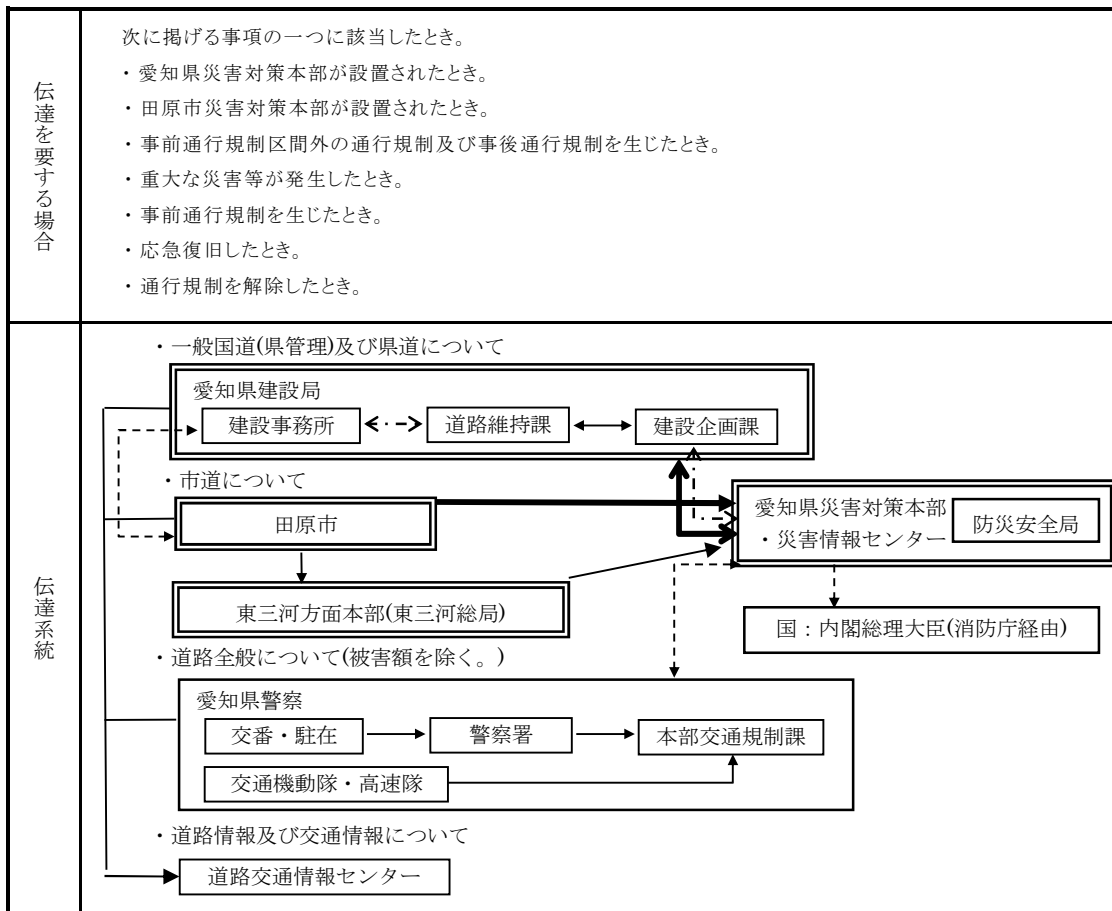 伝達を要する場合
次に掲げる事項の一つに該当したとき。
・愛知県災害対策本部が設置されたとき。
・田原市災害対策本部が設置されたとき。
・事前通行規制区間外の通行規制及び事後通行規制を生じたとき。
・重大な災害等が発生したとき。
・事前通行規制を生じたとき。
・応急復旧したとき。
・通行規制を解除したとき。
伝達系統
・一般国道(県管理)及び県道について
愛知県建設局
建設事務所
道路維持課
建設企画課
・市道について
田原市
愛知県災害対策本部
・災害情報センター
防災安全局
東三河方面本部(東三河総局)
国：内閣総理大臣(消防庁経由)
・道路全般について(被害額を除く。)
愛知県警察
交番・駐在
警察署
本部交通規制課
交通機動隊・高速隊
・道路情報及び交通情報について
道路交通情報センター